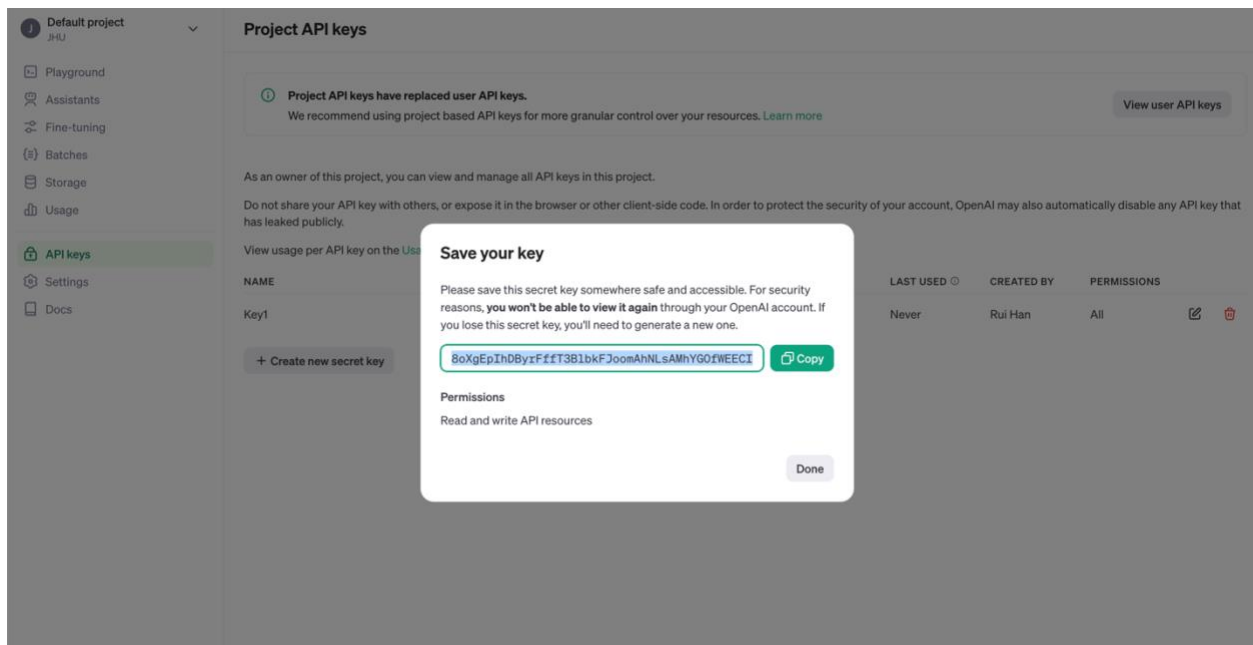 J
Default project
JHU
Project API keys
Playground
Assistants
Fine-tuning
Batches
Storage
Usage
API keys
Settings
Docs
Project API keys have replaced user API keys.
We recommend using project based API keys for more granular control over your resources. Learn more
View user API keys
As an owner of this project, you can view and manage all API keys in this project.
Do not share your API key with others, or expose it in the browser or other client-side code. In order to protect the security of your account, OpenAI may also automatically disable any API key that
has leaked publicly.
View usage per API key on the
NAME
LAST USED
CREATED BY
PERMISSIONS
Key1
Never
Rui Han
All
+ Create new secret key
Save your key
Please save this secret key somewhere safe and accessible. For security
reasons, you won't be able to view it again through your OpenAI account. If
you lose this secret key, you'll need to generate a new one.
8oXgEpIhDByrFffT3BlbkFJoomAhNLsAMhYGOfWEECI
Copy
Permissions
Read and write API resources
Done